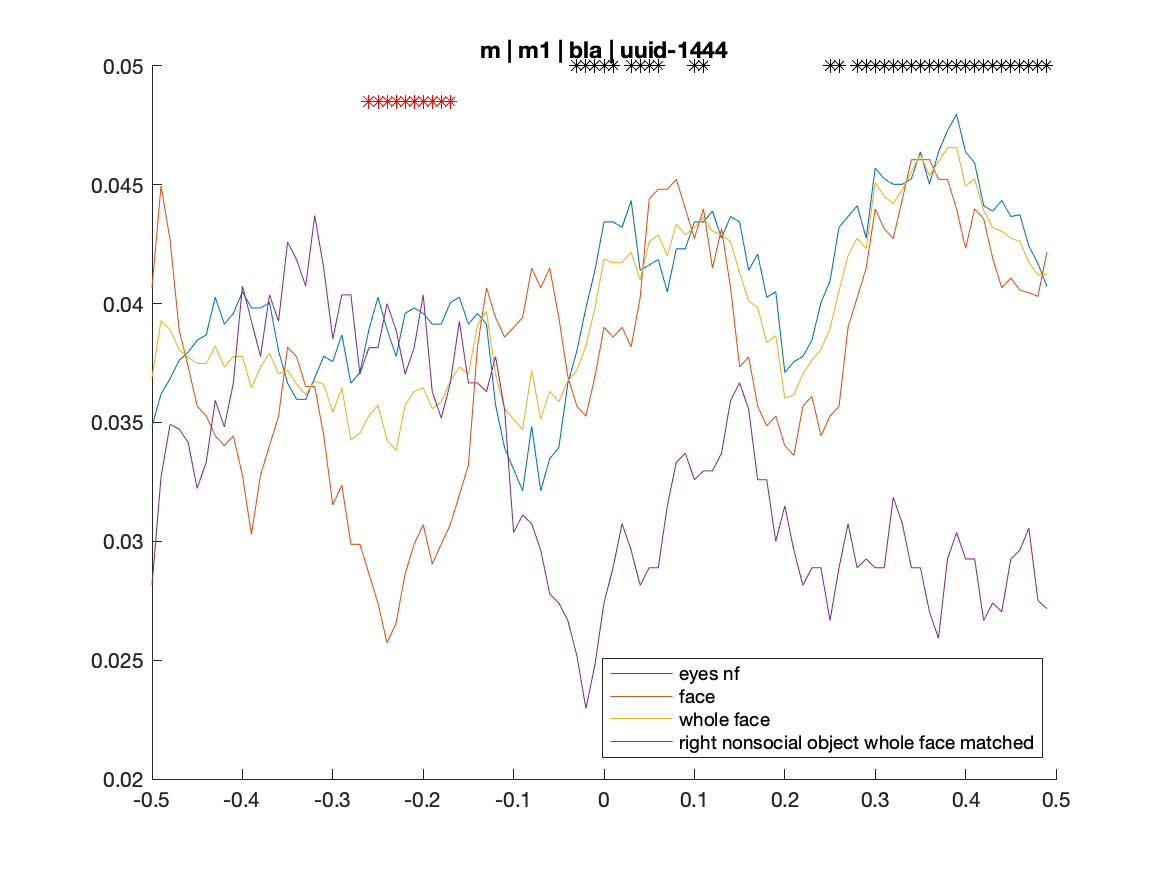 m | m1 | bla | uuid-1444
0.05
0.045
0.04
0.035
0.03
0.025
0.02
-0.5 -0.4 -0.3 -0.2 -0.1 0 0.1 0.2 0.3 0.4 0.5
eyes nf
face
whole face
right nonsocial object whole face matched